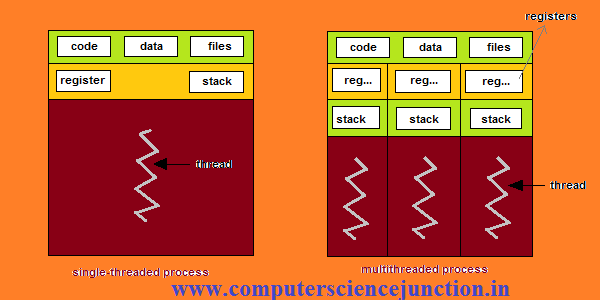 registers
code data files
register stack
thread
single-threaded process
code data files
reg... reg... reg...
stack stack stack
thread
multithreaded process
www.computersciencejunction.in